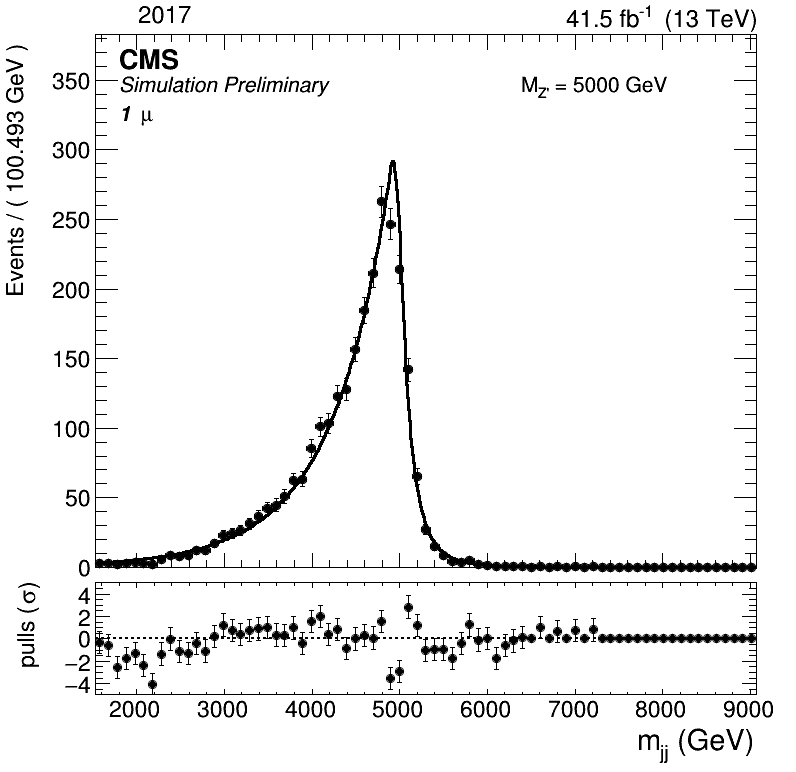 2017 41.5 fb⁻¹ (13 TeV)
CMS
Simulation Preliminary
M_Z' = 5000 GeV
1 μ
Events / ( 100.493 GeV )
350
300
250
200
150
100
50
0
pulls (σ)
4
2
0
−2
−4
2000 3000 4000 5000 6000 7000 8000 9000
m_jj (GeV)